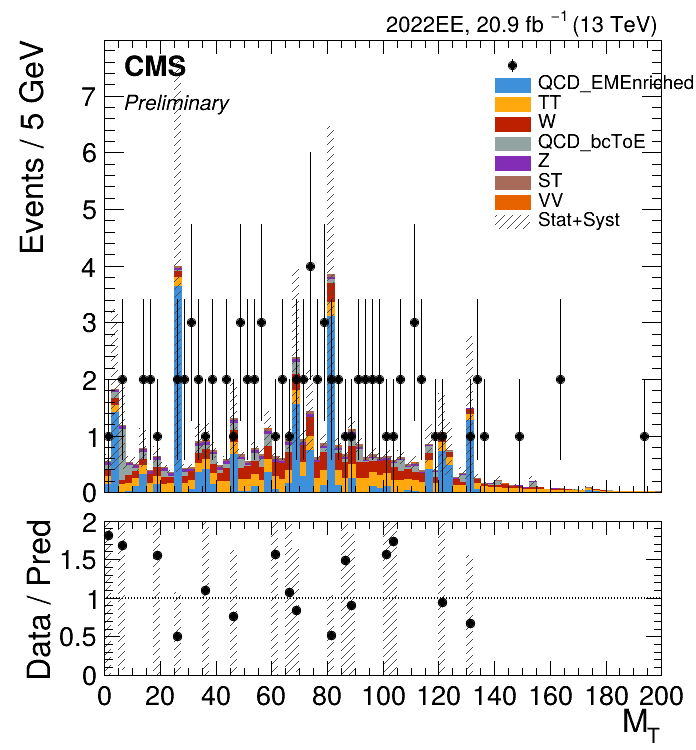 2022EE, 20.9 fb⁻¹ (13 TeV)
CMS
Preliminary
QCD_EMEnriched
TT
W
QCD_bcToE
Z
ST
VV
Stat+Syst
Events / 5 GeV
7
6
5
4
3
2
1
0
Data / Pred
2
1.5
1
0.5
0
0 20 40 60 80 100 120 140 160 180 200
M_T